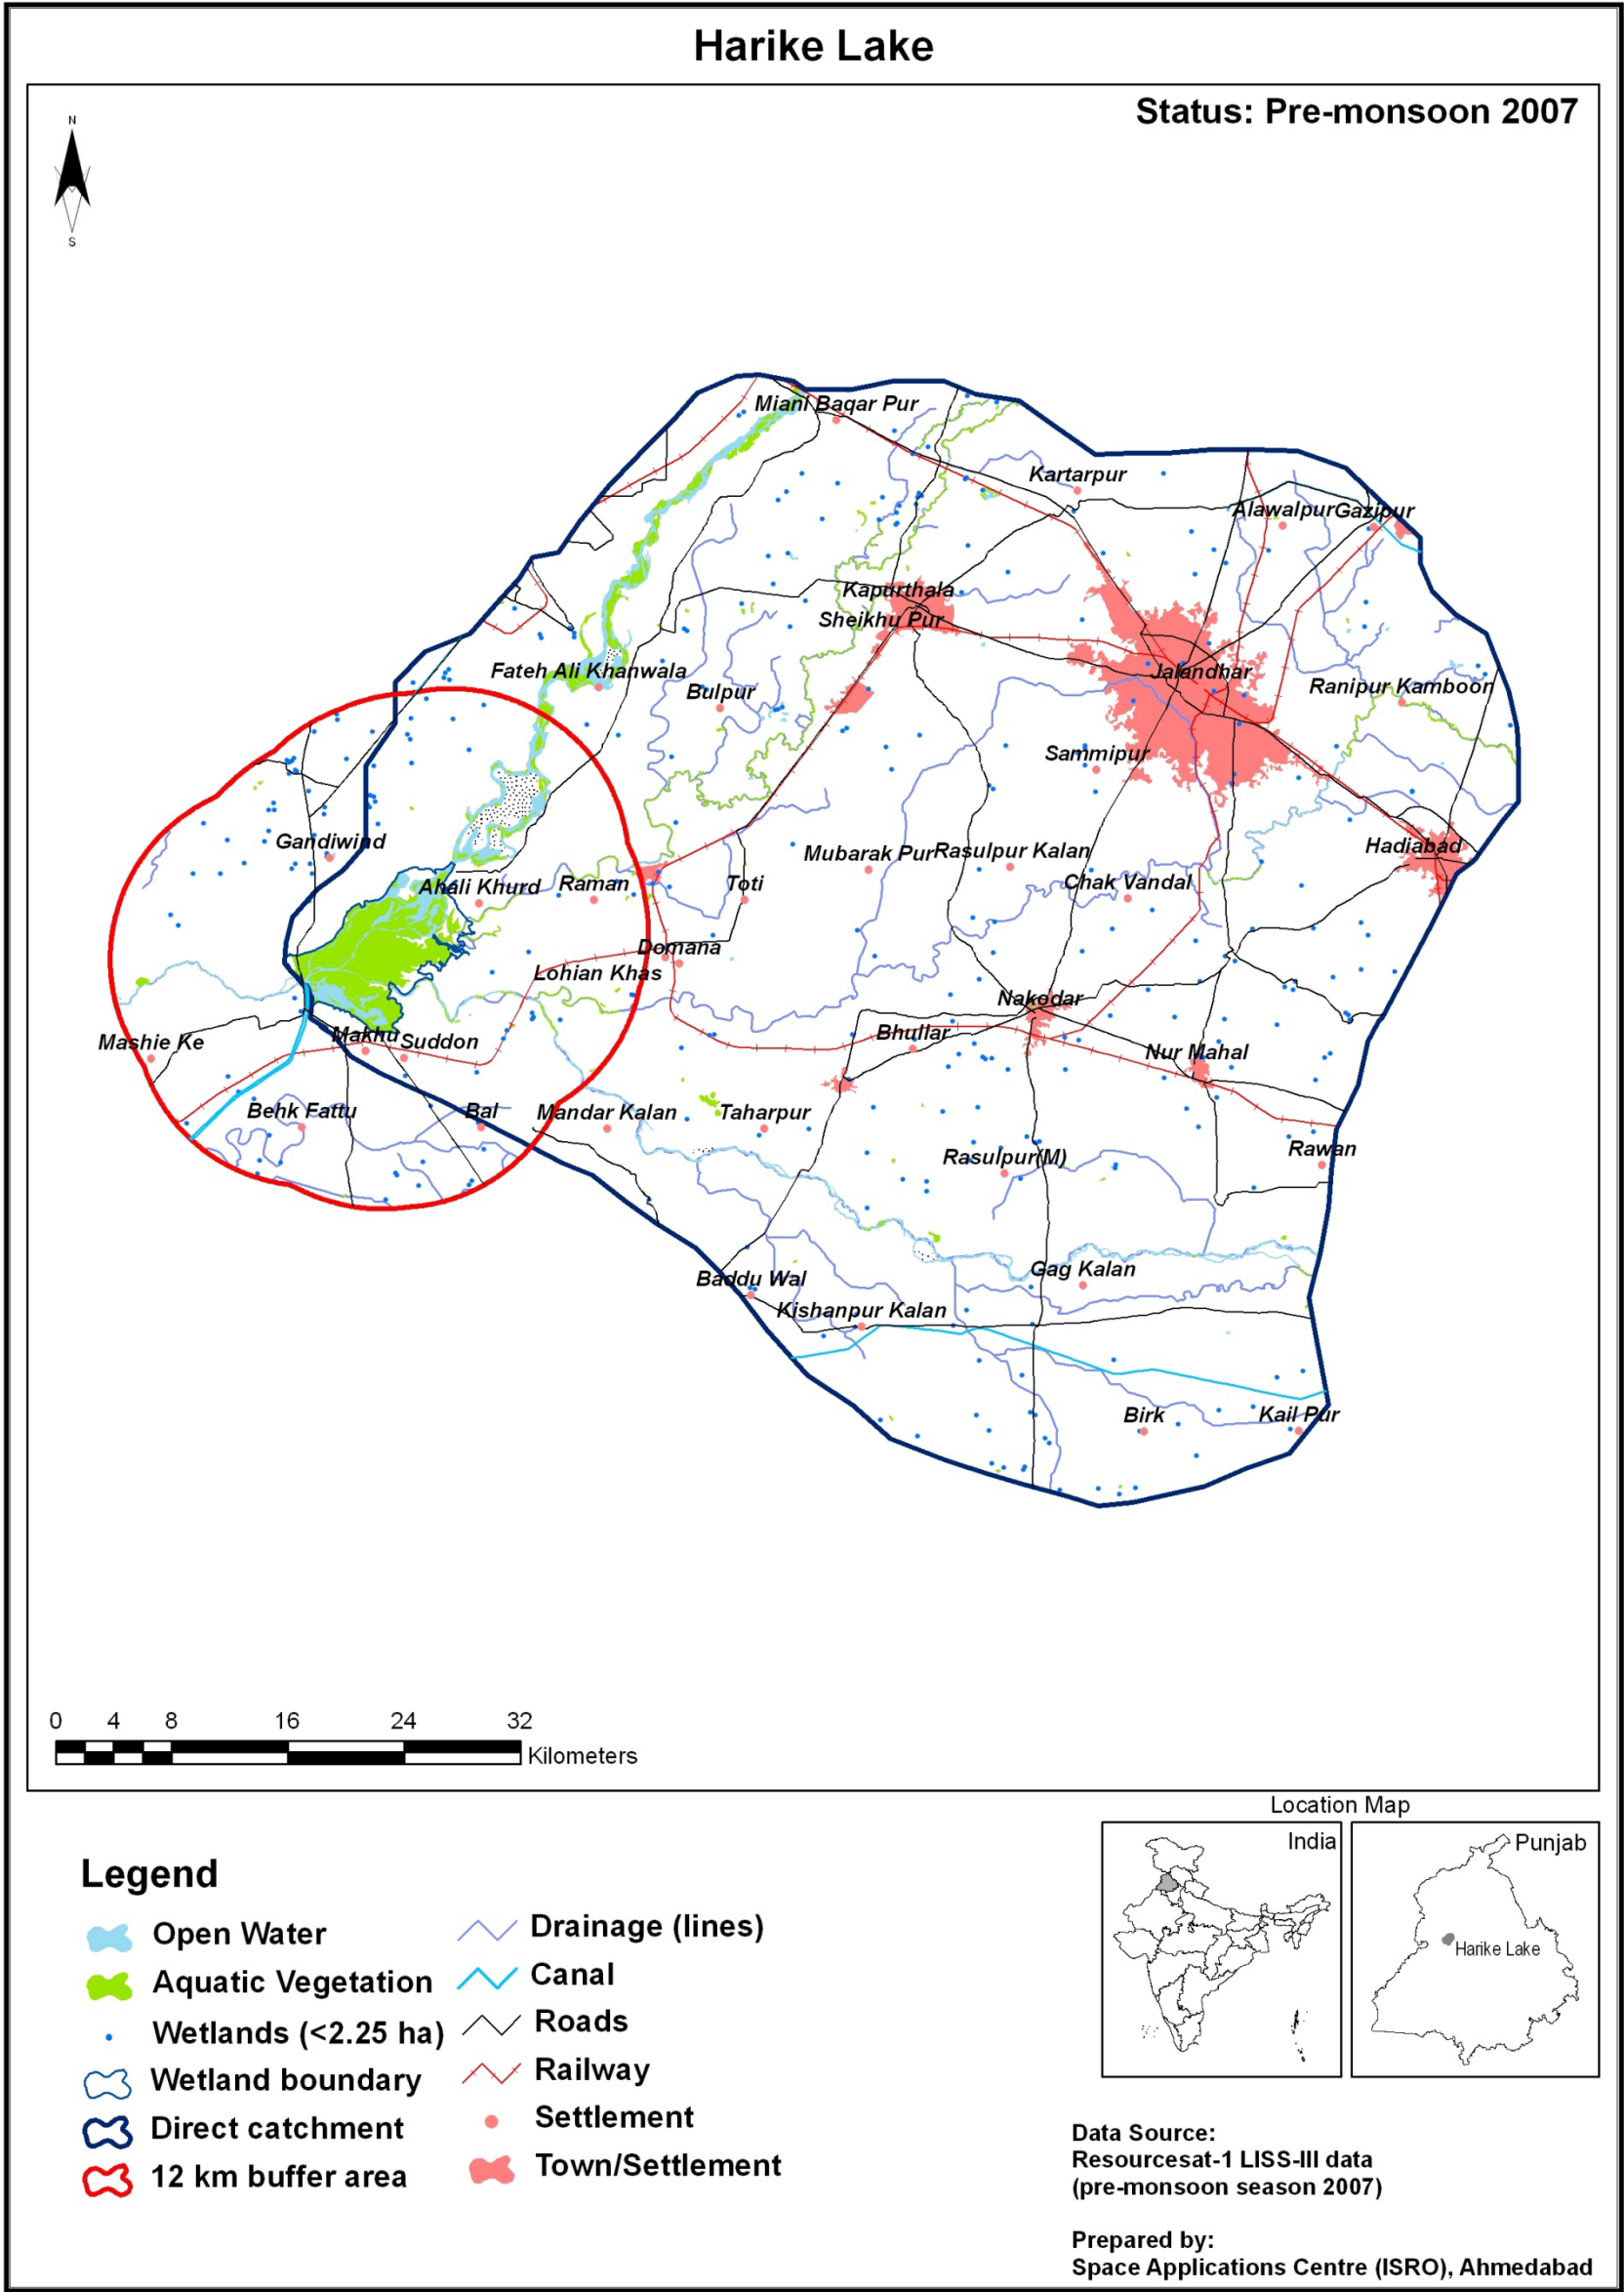 Harike Lake
Status: Pre-monsoon 2007
N
S
Miani Baqar Pur
Kartarpur
Alawalpur
Gazipur
Kapurthala
Sheikhu Pur
Fateh Ali Khanwala
Jalandhar
Bulpur
Ranipur Kamboon
Sammipur
Gandiwind
Hadiabad
Mubarak Pur
Rasulpur Kalan
Ahali Khurd
Raman
Toti
Chak Vandal
Domana
Lohian Khas
Nakodar
Mashie Ke
Makhu
Suddon
Bhullar
Nur Mahal
Behk Fattu
Bal
Mandar Kalan
Taharpur
Rasulpur(M)
Rawan
Baddu Wal
Gag Kalan
Kishanpur Kalan
Birk
Kail Pur
0 4 8 16 24 32
Kilometers
Location Map
India
Punjab
Harike Lake
Legend
Open Water
Aquatic Vegetation
Wetlands (<2.25 ha)
Wetland boundary
Direct catchment
12 km buffer area
Drainage (lines)
Canal
Roads
Railway
Settlement
Town/Settlement
Data Source:
Resourcesat-1 LISS-III data
(pre-monsoon season 2007)
Prepared by:
Space Applications Centre (ISRO), Ahmedabad